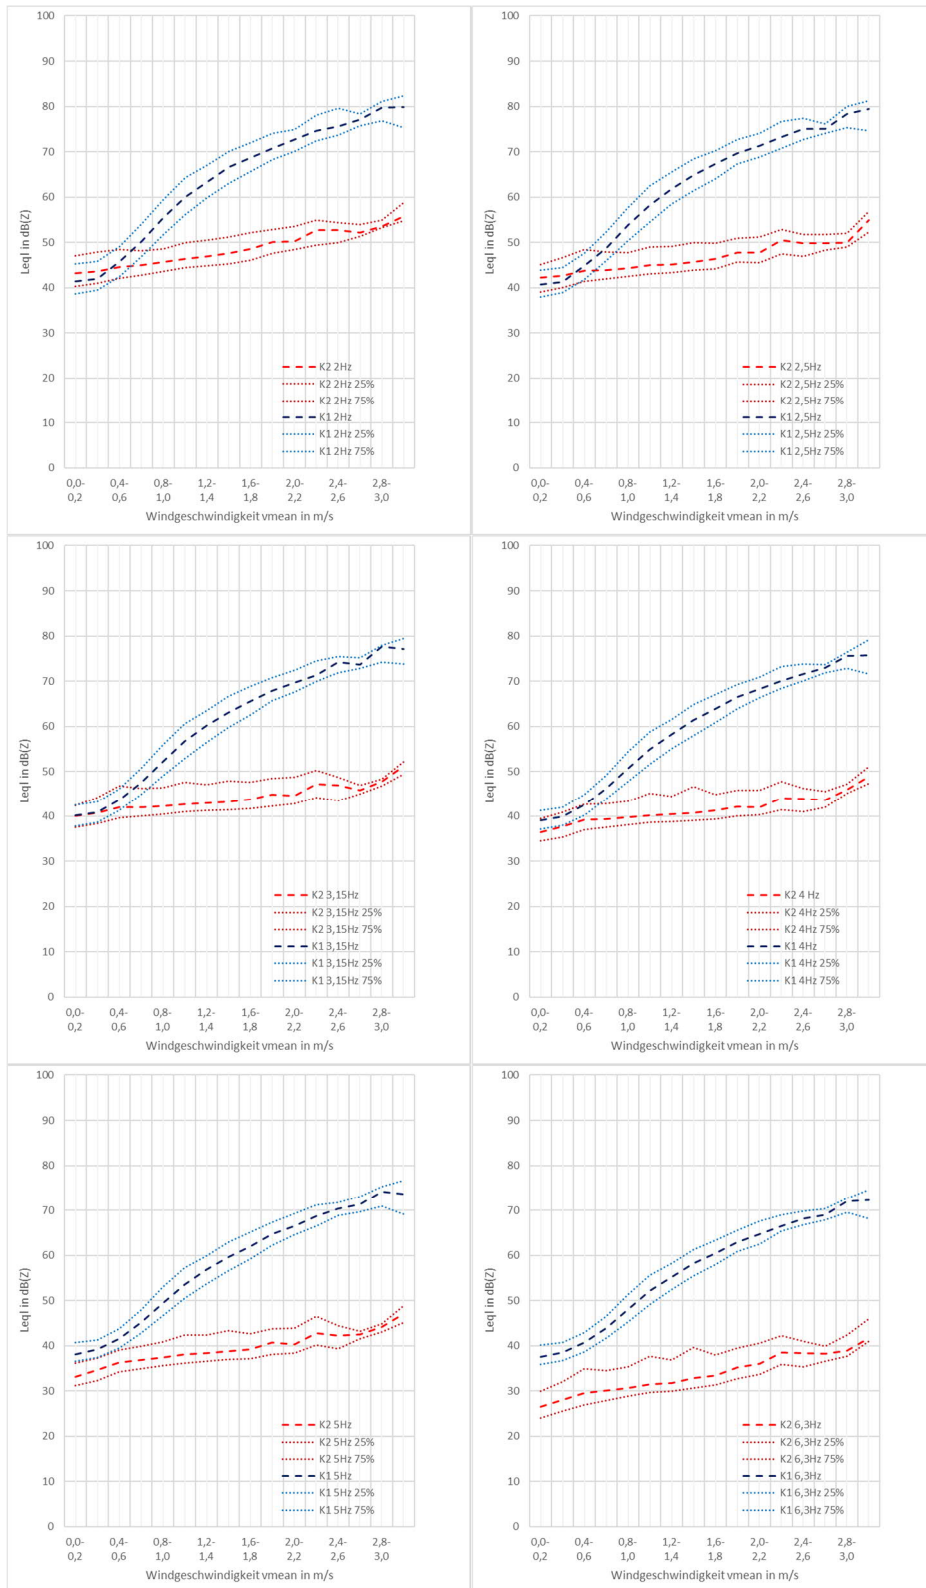 100
90
80
70
60
50
40
30
20
10
0
LeqI in dB(Z)
K2 2Hz
K2 2Hz 25%
K2 2Hz 75%
K1 2Hz
K1 2Hz 25%
K1 2Hz 75%
0,0- 0,4- 0,8- 1,2- 1,6- 2,0- 2,4- 2,8-
0,2 0,6 1,0 1,4 1,8 2,2 2,6 3,0
Windgeschwindigkeit vmean in m/s
100
90
80
70
60
50
40
30
20
10
0
LeqI in dB(Z)
K2 2,5Hz
K2 2,5Hz 25%
K2 2,5Hz 75%
K1 2,5Hz
K1 2,5Hz 25%
K1 2,5Hz 75%
0,0- 0,4- 0,8- 1,2- 1,6- 2,0- 2,4- 2,8-
0,2 0,6 1,0 1,4 1,8 2,2 2,6 3,0
Windgeschwindigkeit vmean in m/s
100
90
80
70
60
50
40
30
20
10
0
LeqI in dB(Z)
K2 3,15Hz
K2 3,15Hz 25%
K2 3,15Hz 75%
K1 3,15Hz
K1 3,15Hz 25%
K1 3,15Hz 75%
0,0- 0,4- 0,8- 1,2- 1,6- 2,0- 2,4- 2,8-
0,2 0,6 1,0 1,4 1,8 2,2 2,6 3,0
Windgeschwindigkeit vmean in m/s
100
90
80
70
60
50
40
30
20
10
0
LeqI in dB(Z)
K2 4 Hz
K2 4Hz 25%
K2 4Hz 75%
K1 4Hz
K1 4Hz 25%
K1 4Hz 75%
0,0- 0,4- 0,8- 1,2- 1,6- 2,0- 2,4- 2,8-
0,2 0,6 1,0 1,4 1,8 2,2 2,6 3,0
Windgeschwindigkeit vmean in m/s
100
90
80
70
60
50
40
30
20
10
0
LeqI in dB(Z)
K2 5Hz
K2 5Hz 25%
K2 5Hz 75%
K1 5Hz
K1 5Hz 25%
K1 5Hz 75%
0,0- 0,4- 0,8- 1,2- 1,6- 2,0- 2,4- 2,8-
0,2 0,6 1,0 1,4 1,8 2,2 2,6 3,0
Windgeschwindigkeit vmean in m/s
100
90
80
70
60
50
40
30
20
10
0
LeqI in dB(Z)
K2 6,3Hz
K2 6,3Hz 25%
K2 6,3Hz 75%
K1 6,3Hz
K1 6,3Hz 25%
K1 6,3Hz 75%
0,0- 0,4- 0,8- 1,2- 1,6- 2,0- 2,4- 2,8-
0,2 0,6 1,0 1,4 1,8 2,2 2,6 3,0
Windgeschwindigkeit vmean in m/s